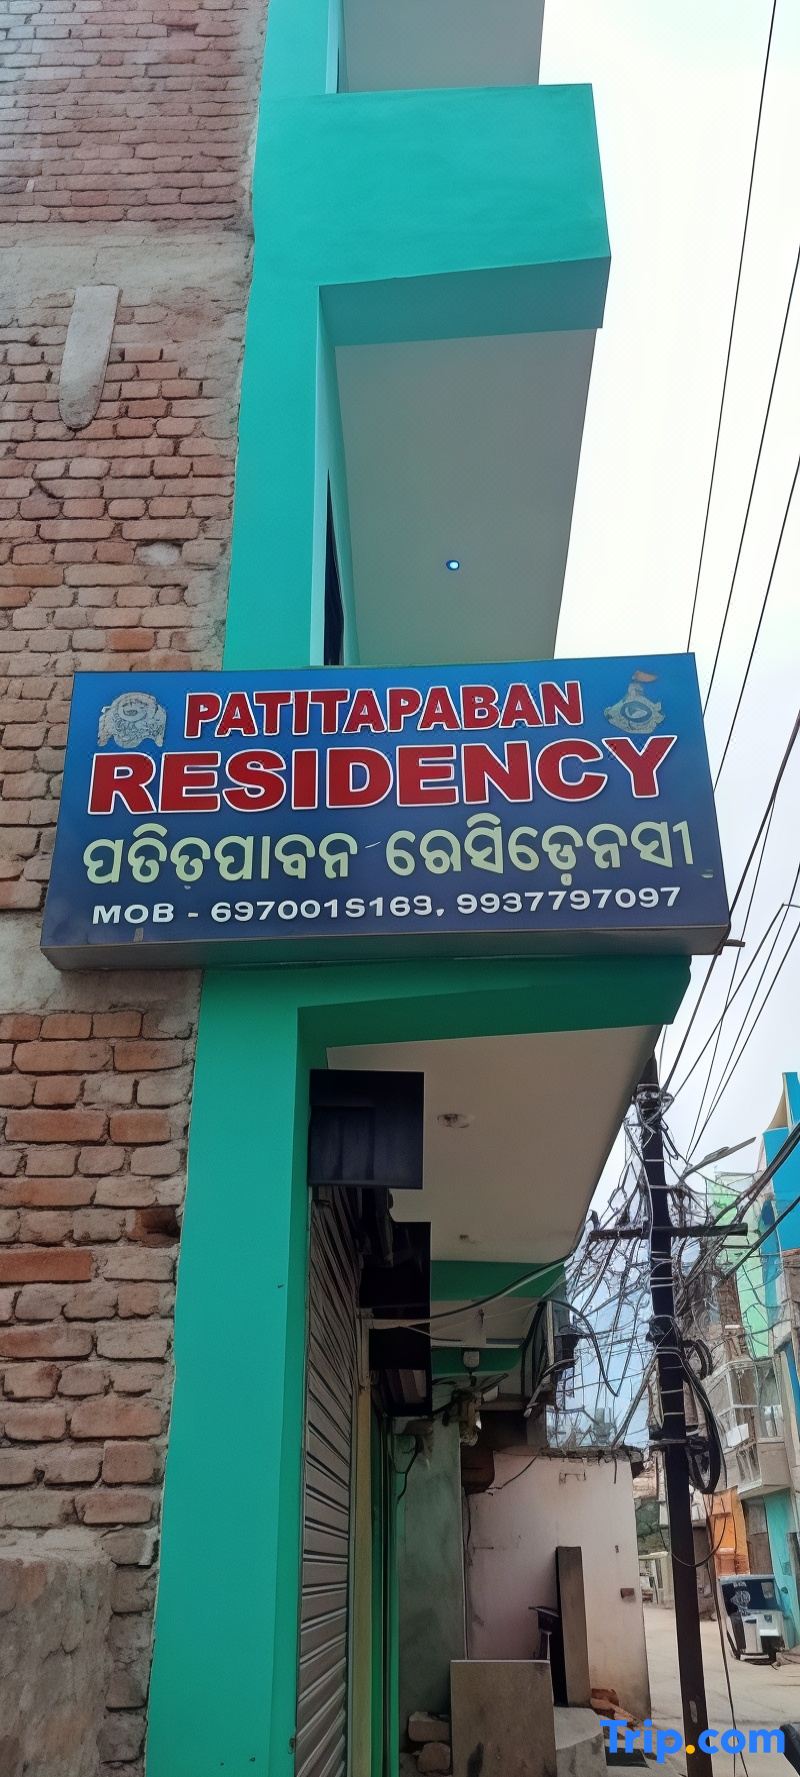 PATITAPABAN
RESIDENCY
ପତିତପାବନ ରେସିଡ଼େନସୀ
MOB - 6970015163, 9937797097
Trip.com